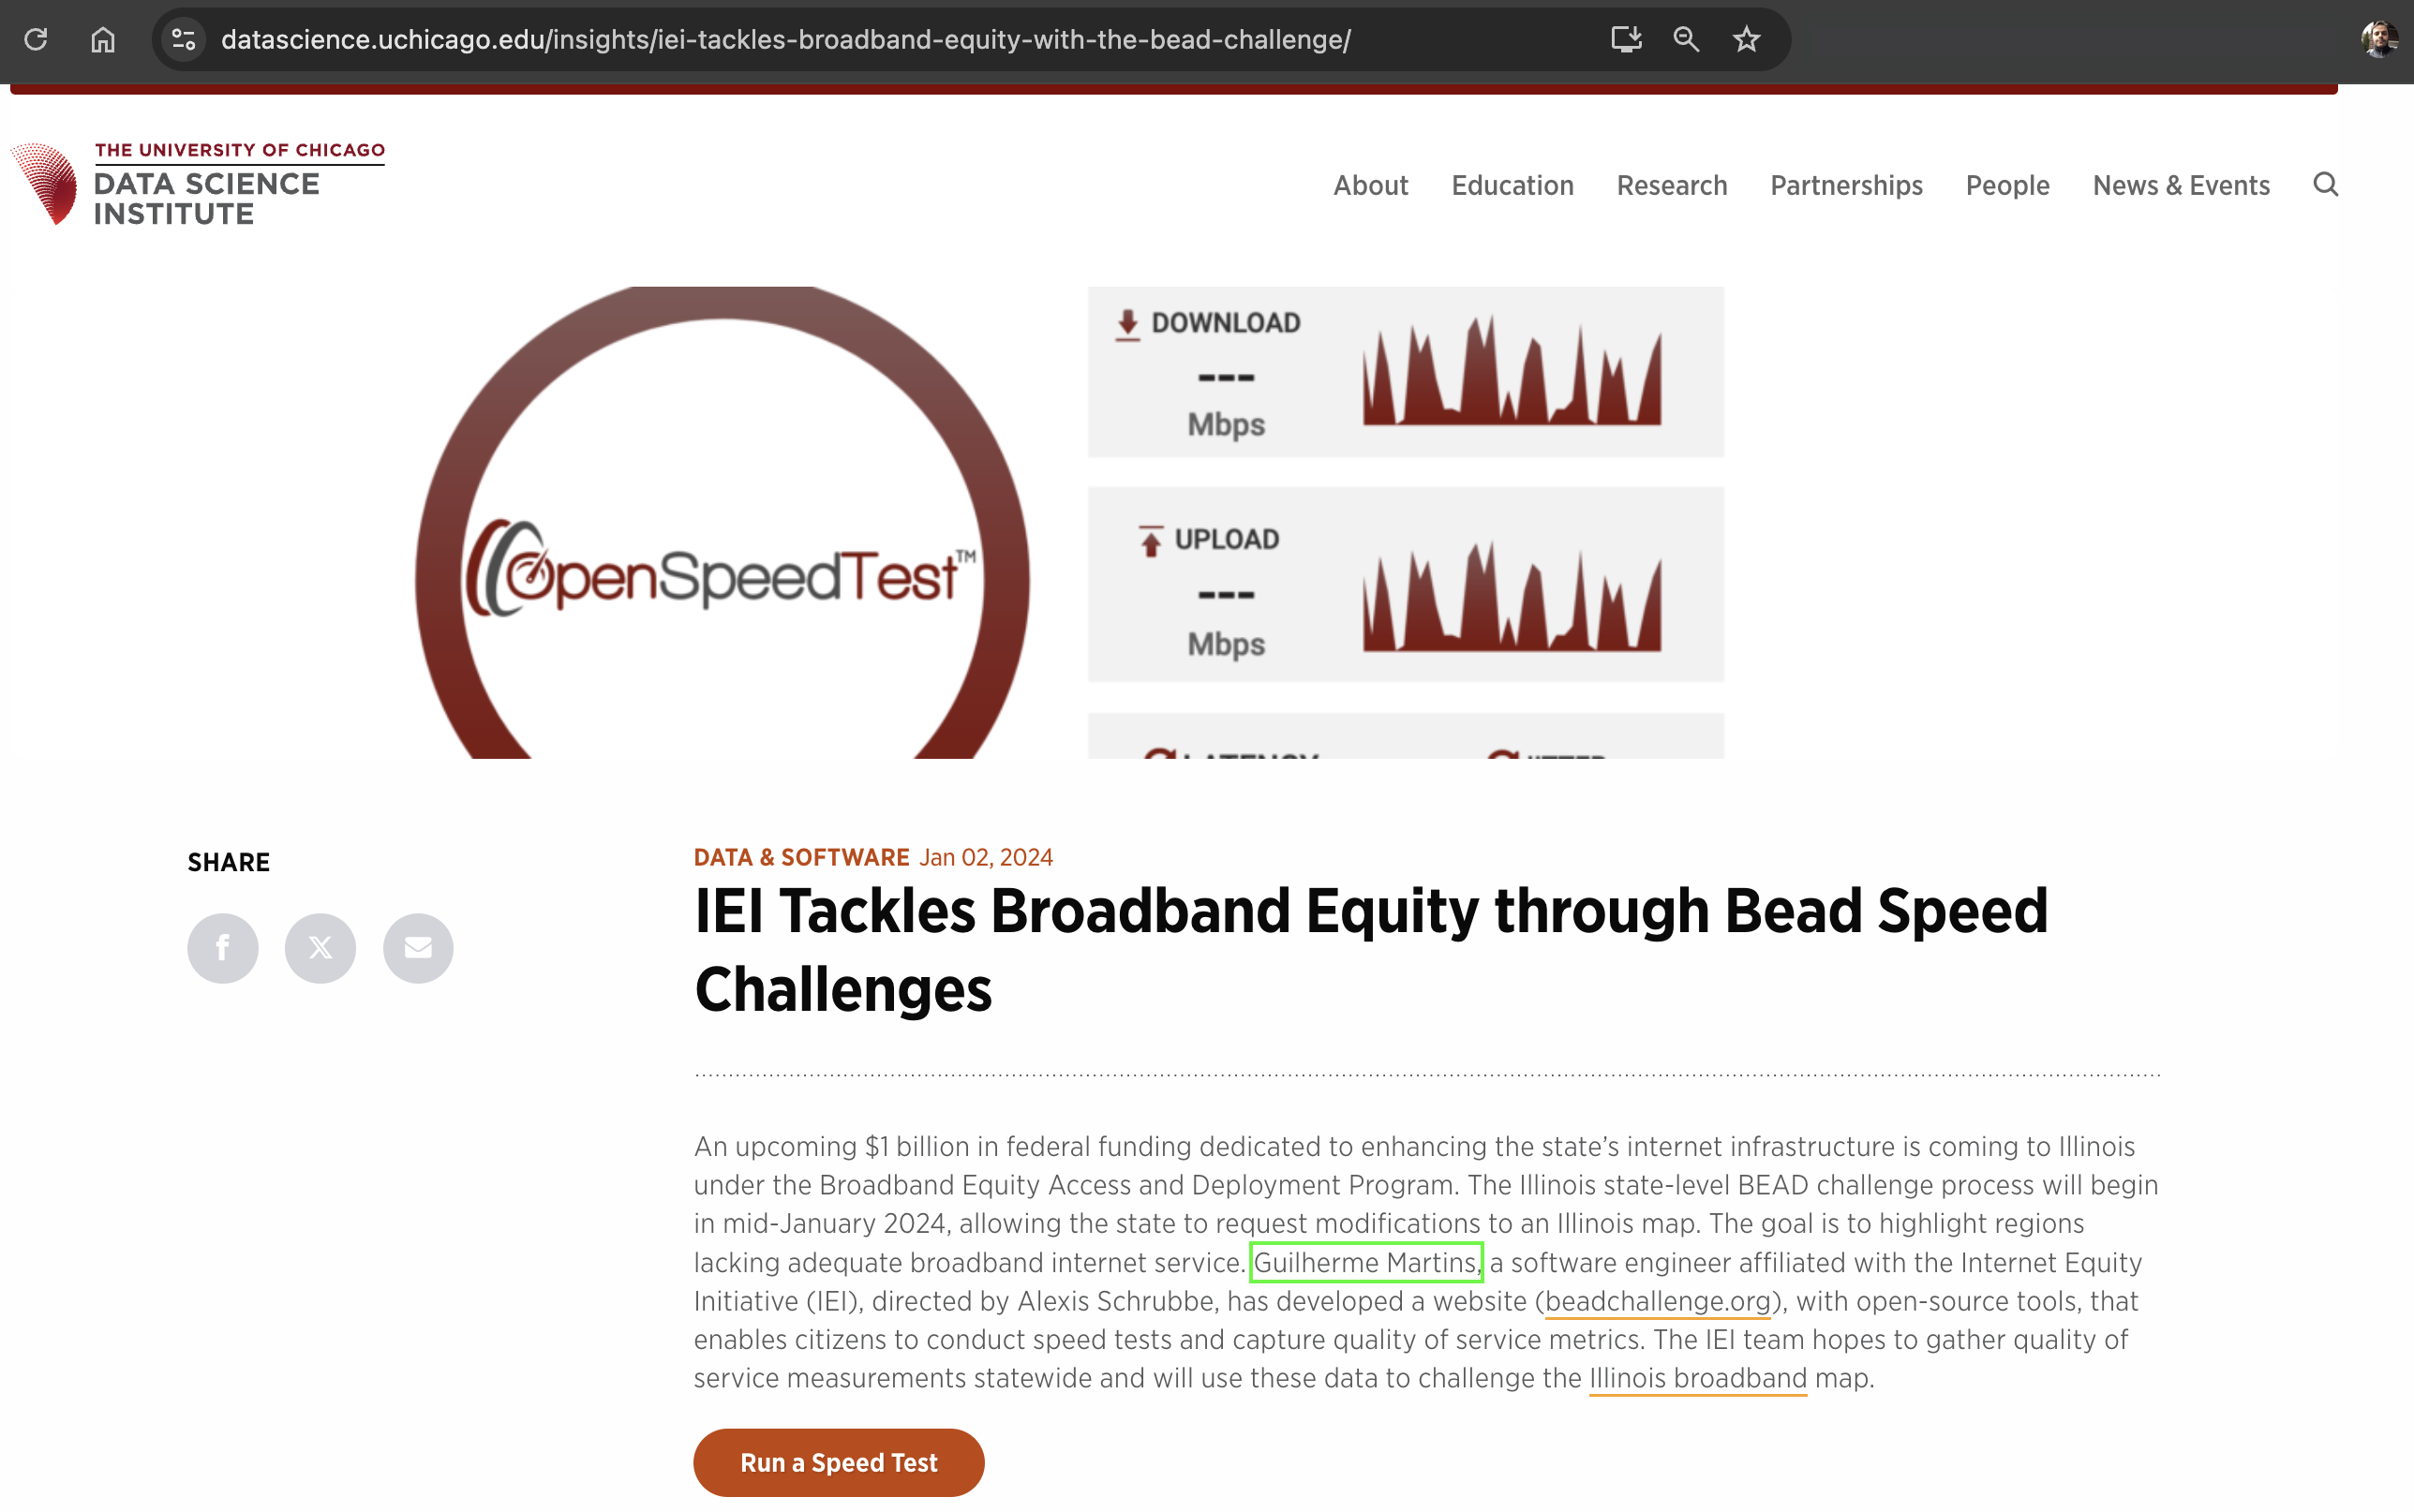 datascience.uchicago.edu/insights/iei-tackles-broadband-equity-with-the-bead-challenge/
THE UNIVERSITY OF CHICAGO
DATA SCIENCE
INSTITUTE
About Education Research Partnerships People News & Events
DOWNLOAD
---
Mbps
OpenSpeedTest™
UPLOAD
---
Mbps
LATENCY JITTER
SHARE
DATA & SOFTWARE Jan 02, 2024
IEI Tackles Broadband Equity through Bead Speed
Challenges
An upcoming $1 billion in federal funding dedicated to enhancing the state’s internet infrastructure is coming to Illinois
under the Broadband Equity Access and Deployment Program. The Illinois state-level BEAD challenge process will begin
in mid-January 2024, allowing the state to request modifications to an Illinois map. The goal is to highlight regions
lacking adequate broadband internet service. Guilherme Martins, a software engineer affiliated with the Internet Equity
Initiative (IEI), directed by Alexis Schrubbe, has developed a website (beadchallenge.org), with open-source tools, that
enables citizens to conduct speed tests and capture quality of service metrics. The IEI team hopes to gather quality of
service measurements statewide and will use these data to challenge the Illinois broadband map.
Run a Speed Test